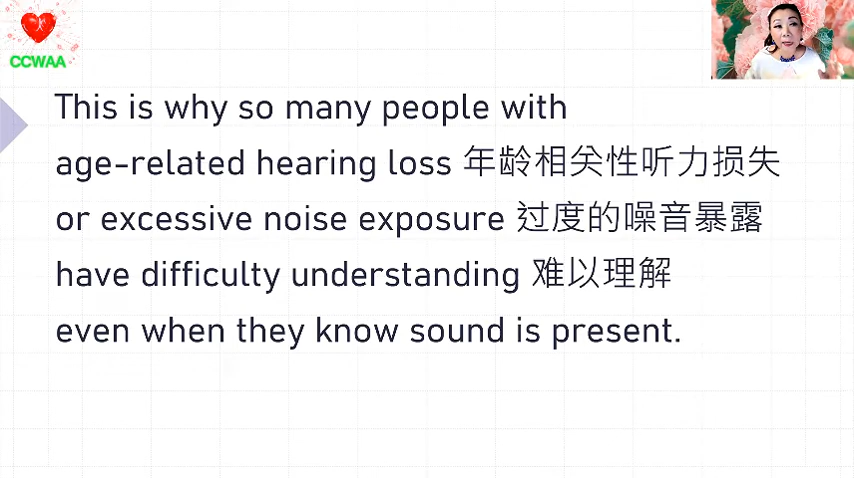 CCWAA
This is why so many people with
age-related hearing loss 年龄相关性听力损失
or excessive noise exposure 过度的噪音暴露
have difficulty understanding 难以理解
even when they know sound is present.